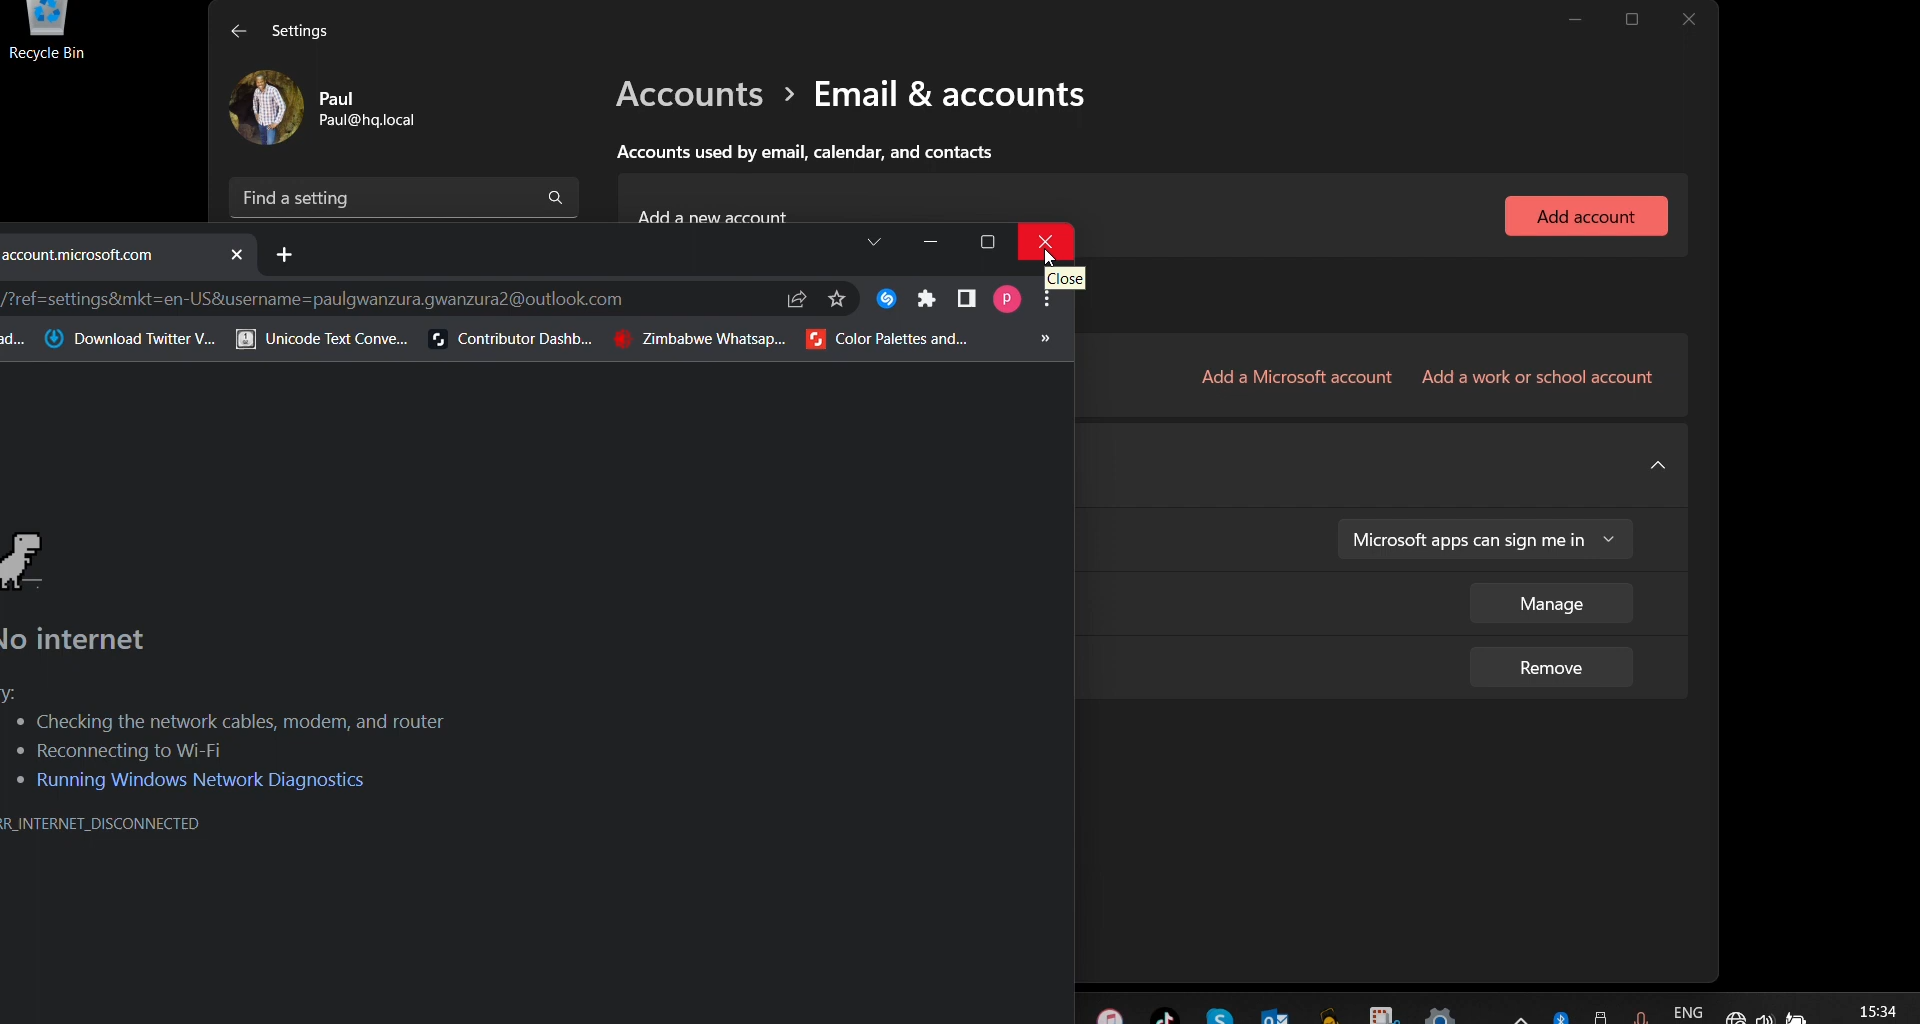 Recycle Bin
Settings
Paul
Paul@hq.local
Find a setting
Accounts > Email & accounts
Accounts used by email, calendar, and contacts
Add a new account
Add account
account.microsoft.com
Close
/?ref=settings&mkt=en-US&username=paulgwanzura.gwanzura2@outlook.com
P
ad...
Download Twitter V...
Unicode Text Conve...
Contributor Dashb...
Zimbabwe Whatsap...
Color Palettes and...
»
Add a Microsoft account
Add a work or school account
Microsoft apps can sign me in
Manage
Remove
No internet
ry:
• Checking the network cables, modem, and router
• Reconnecting to Wi-Fi
• Running Windows Network Diagnostics
RR_INTERNET_DISCONNECTED
ENG
15:34